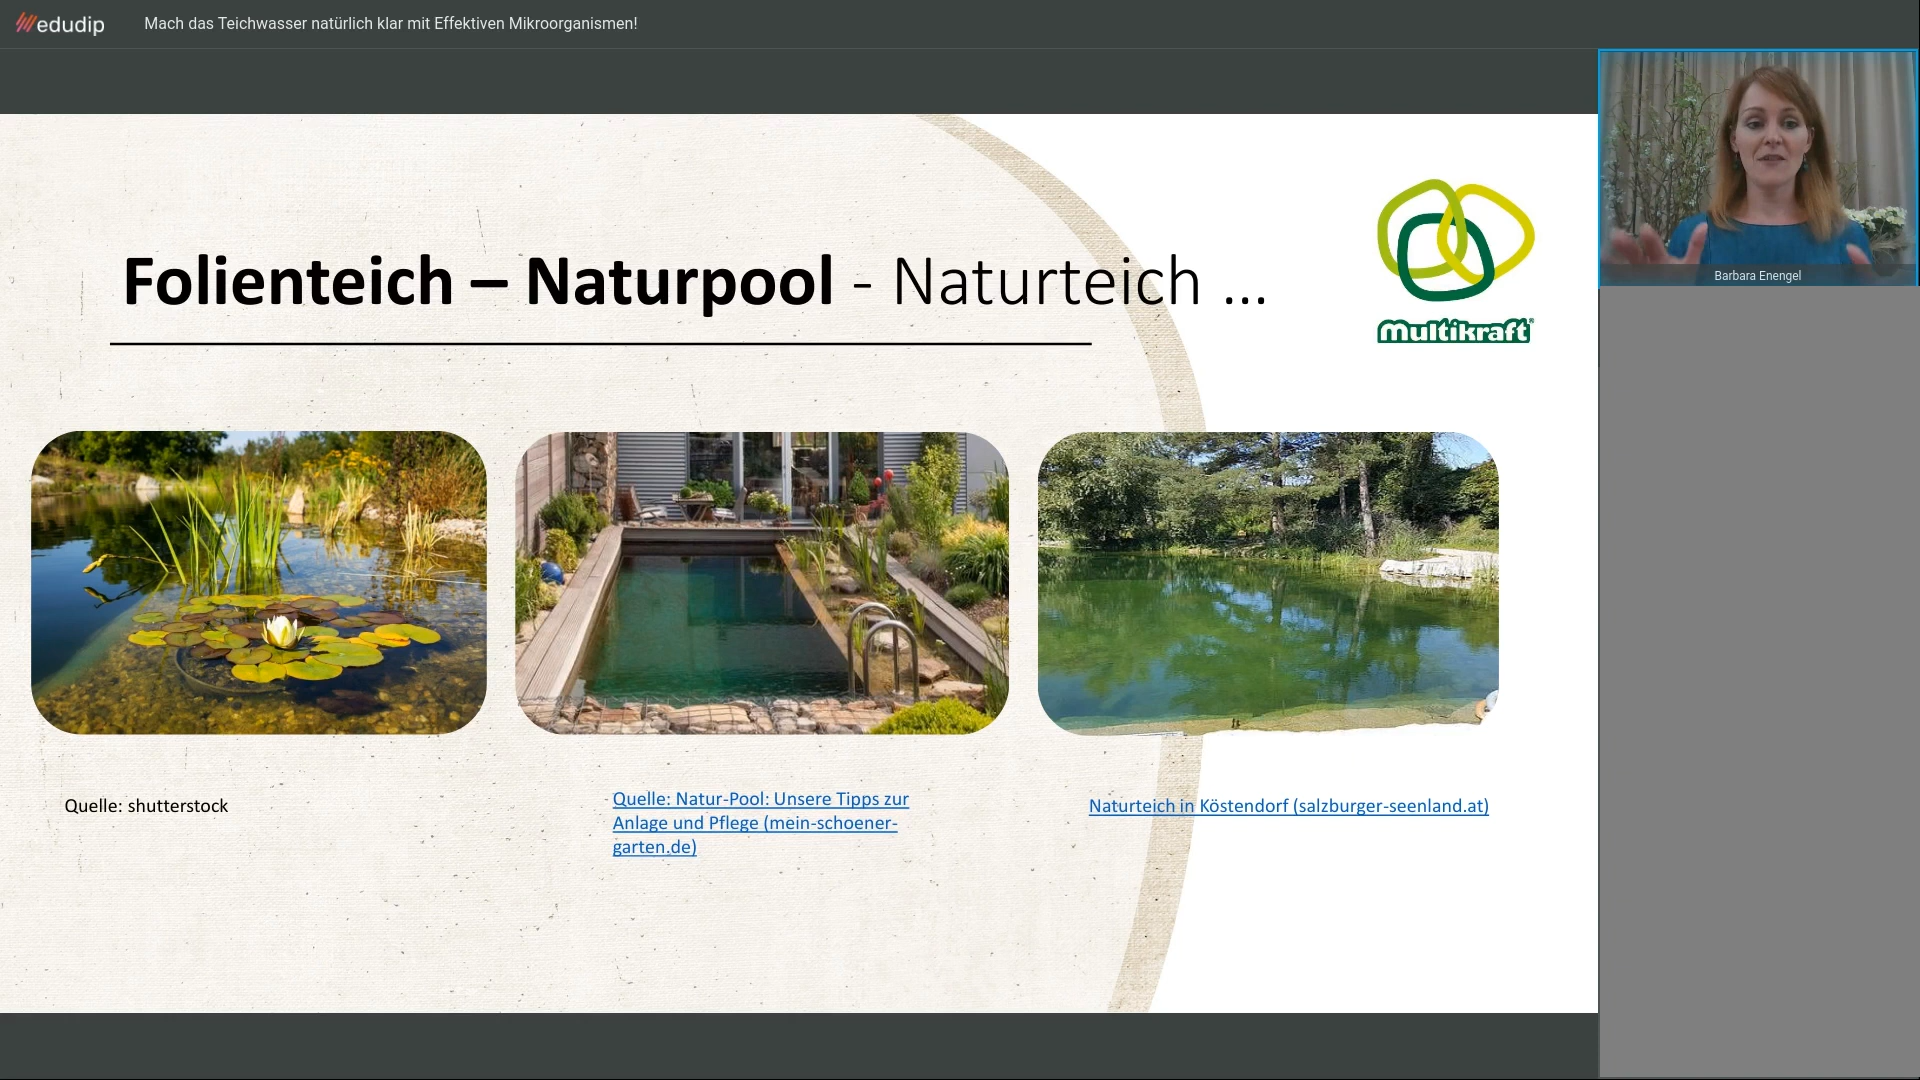 edudip
Mach das Teichwasser natürlich klar mit Effektiven Mikroorganismen!
Barbara Enengel
Folienteich – Naturpool - Naturteich ...
multikraft®
Quelle: shutterstock
Quelle: Natur-Pool: Unsere Tipps zur
Anlage und Pflege (mein-schoener-
garten.de)
Naturteich in Köstendorf (salzburger-seenland.at)